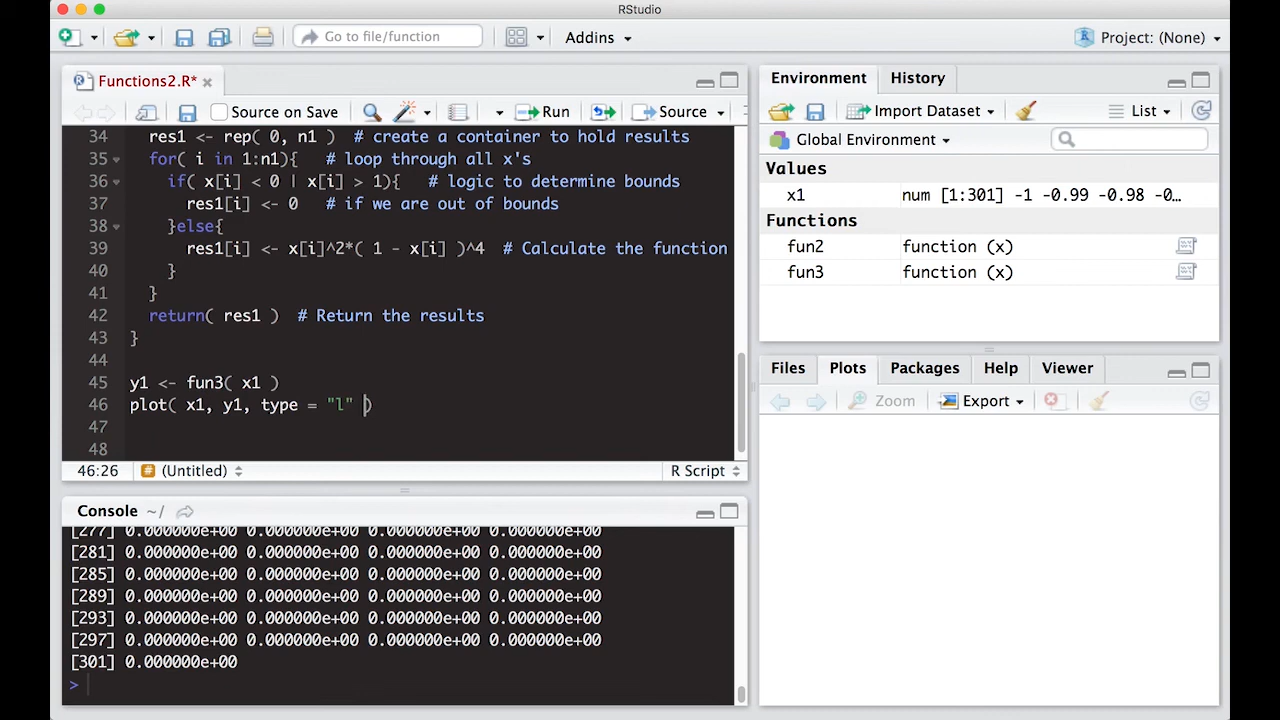 RStudio
Go to file/function
Addins
Project: (None)
Functions2.R*
Source on Save
Run
Source
34 res1 <- rep( 0, n1 ) # create a container to hold results
35 for( i in 1:n1){ # loop through all x's
36 if( x[i] < 0 | x[i] > 1){ # logic to determine bounds
37 res1[i] <- 0 # if we are out of bounds
38 }else{
39 res1[i] <- x[i]^2*( 1 - x[i] )^4 # Calculate the function
40 }
41 }
42 return( res1 ) # Return the results
43 }
44
45 y1 <- fun3( x1 )
46 plot( x1, y1, type = "l" )
47
48
46:26 (Untitled) R Script
Console ~/
[277] 0.000000e+00 0.000000e+00 0.000000e+00 0.000000e+00
[281] 0.000000e+00 0.000000e+00 0.000000e+00 0.000000e+00
[285] 0.000000e+00 0.000000e+00 0.000000e+00 0.000000e+00
[289] 0.000000e+00 0.000000e+00 0.000000e+00 0.000000e+00
[293] 0.000000e+00 0.000000e+00 0.000000e+00 0.000000e+00
[297] 0.000000e+00 0.000000e+00 0.000000e+00 0.000000e+00
[301] 0.000000e+00
>
Environment History
Import Dataset List
Global Environment
Values
x1 num [1:301] -1 -0.99 -0.98 -0…
Functions
fun2 function (x)
fun3 function (x)
Files Plots Packages Help Viewer
Zoom Export